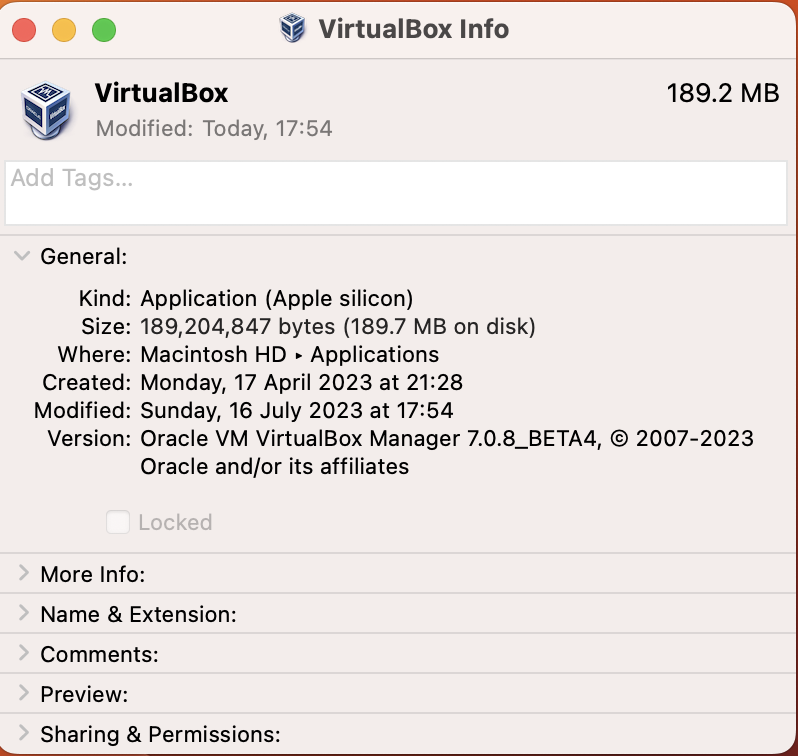 VirtualBox Info
VirtualBox
189.2 MB
Modified: Today, 17:54
Add Tags...
General:
Kind: Application (Apple silicon)
Size: 189,204,847 bytes (189.7 MB on disk)
Where: Macintosh HD ▸ Applications
Created: Monday, 17 April 2023 at 21:28
Modified: Sunday, 16 July 2023 at 17:54
Version: Oracle VM VirtualBox Manager 7.0.8_BETA4, © 2007-2023
Oracle and/or its affiliates
Locked
More Info:
Name & Extension:
Comments:
Preview:
Sharing & Permissions: